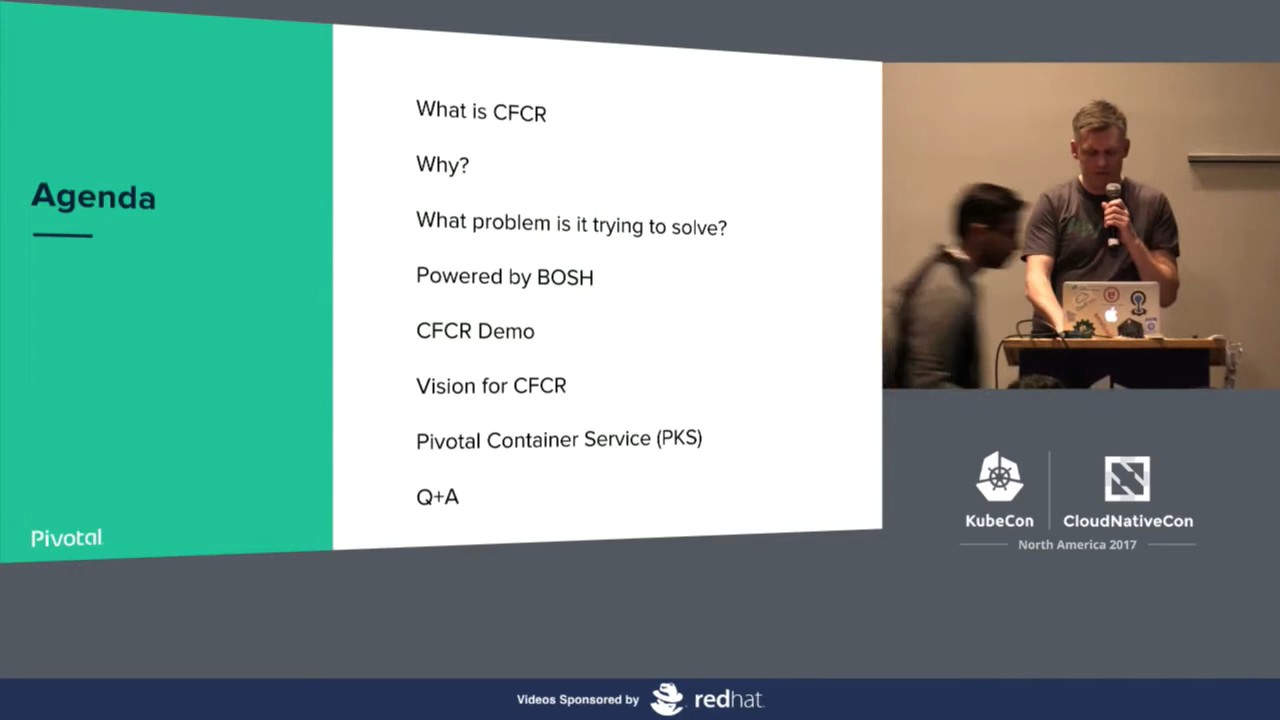 Agenda
What is CFCR
Why?
What problem is it trying to solve?
Powered by BOSH
CFCR Demo
Vision for CFCR
Pivotal Container Service (PKS)
Q+A
Pivotal
KubeCon
CloudNativeCon
North America 2017
Videos Sponsored by redhat